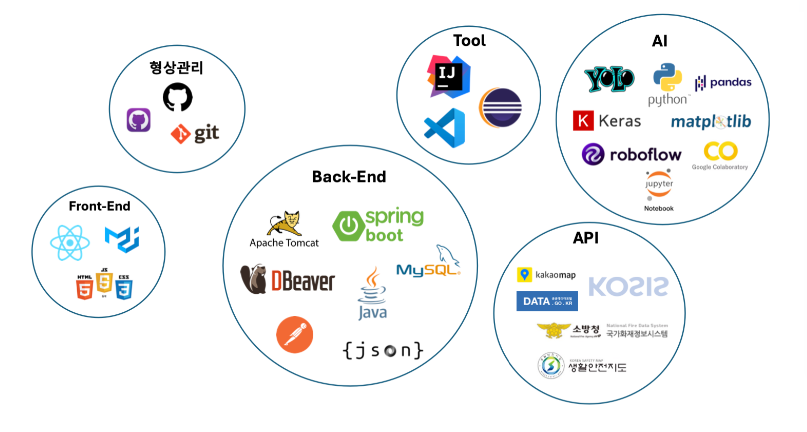 형상관리
git
Tool
IJ
AI
YOLO
python
pandas
Keras
matplotlib
roboflow
CO
Google Colaboratory
jupyter
Notebook
Front-End
HTML
JS
CSS
Back-End
Apache Tomcat
spring
boot
DBeaver
MySQL
Java
{json}
API
kakaomap
KOSIS
DATA
.GO.KR
소방청
National Fire Data System
국가화재정보시스템
생활안전지도